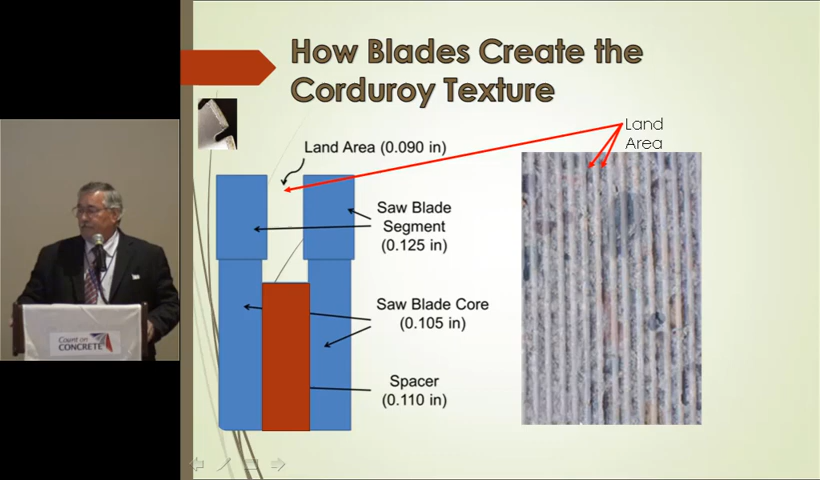 How Blades Create the
Corduroy Texture
Land Area (0.090 in)
Land
Area
Saw Blade
Segment
(0.125 in)
Saw Blade Core
(0.105 in)
Spacer
(0.110 in)
Count on
CONCRETE